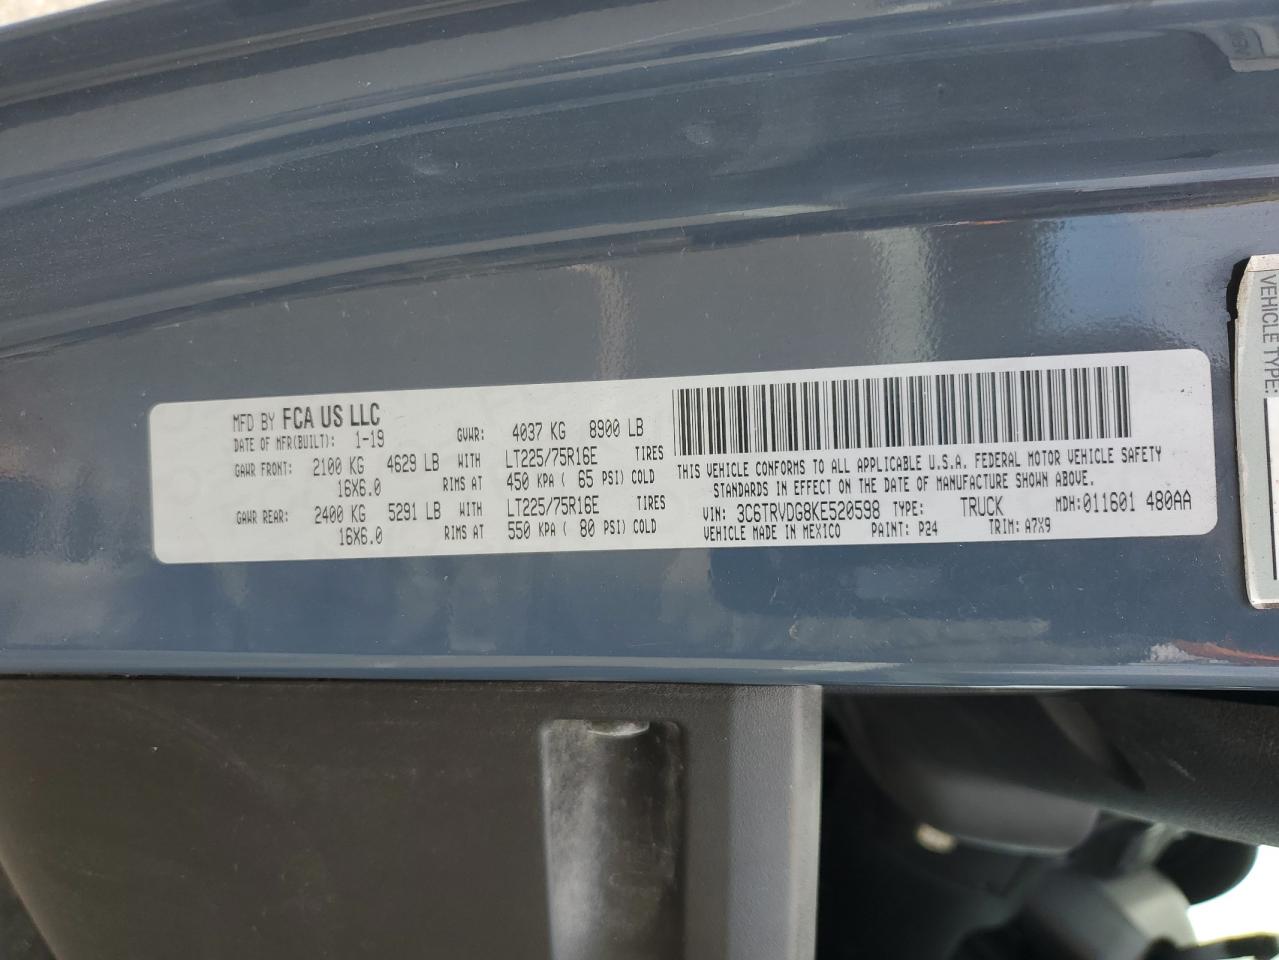 MFD BY FCA US LLC
DATE OF MFR(BUILT): 1-19 GVWR: 4037 KG 8900 LB
GAWR FRONT: 2100 KG 4629 LB WITH LT225/75R16E TIRES
16X6.0 RIMS AT 450 KPA ( 65 PSI) COLD
GAWR REAR: 2400 KG 5291 LB WITH LT225/75R16E TIRES
16X6.0 RIMS AT 550 KPA ( 80 PSI) COLD
THIS VEHICLE CONFORMS TO ALL APPLICABLE U.S.A. FEDERAL MOTOR VEHICLE SAFETY
STANDARDS IN EFFECT ON THE DATE OF MANUFACTURE SHOWN ABOVE.
VIN: 3C6TRVDG8KE520598 TYPE: TRUCK MDH:011601 480AA
VEHICLE MADE IN MEXICO PAINT: P24 TRIM: A7X9
VEHICLE TYPE: